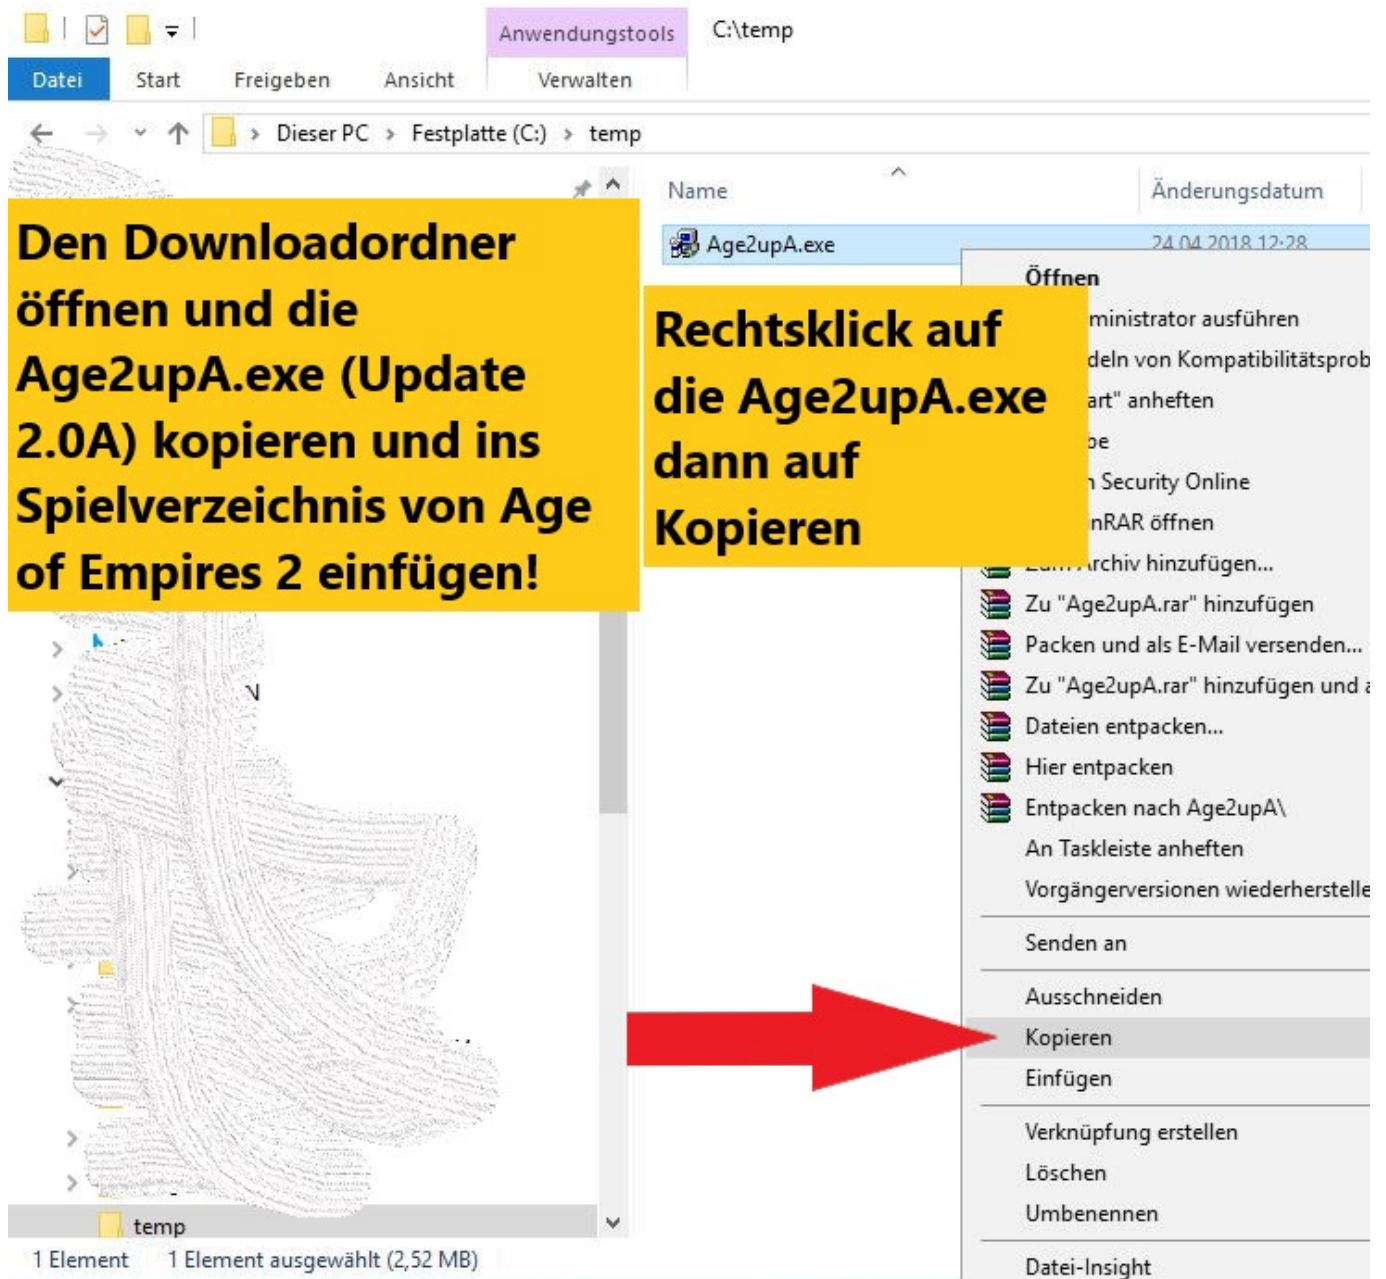 Anwendungstools
C:\temp
Datei
Start
Freigeben
Ansicht
Verwalten
Dieser PC
Festplatte (C:)
temp
Name
Änderungsdatum
Age2upA.exe
24.04.2018 12:28
Den Downloadordner
öffnen und die
Age2upA.exe (Update
2.0A) kopieren und ins
Spielverzeichnis von Age
of Empires 2 einfügen!
Rechtsklick auf
die Age2upA.exe
dann auf
Kopieren
Öffnen
ministrator ausführen
deln von Kompatibilitätsprob
art" anheften
be
Security Online
inRAR öffnen
Zum Archiv hinzufügen...
Zu "Age2upA.rar" hinzufügen
Packen und als E-Mail versenden...
Zu "Age2upA.rar" hinzufügen und a
Dateien entpacken...
Hier entpacken
Entpacken nach Age2upA\
An Taskleiste anheften
Vorgängerversionen wiederherstelle
Senden an
Ausschneiden
Kopieren
Einfügen
Verknüpfung erstellen
Löschen
Umbenennen
Datei-Insight
temp
1 Element
1 Element ausgewählt (2,52 MB)